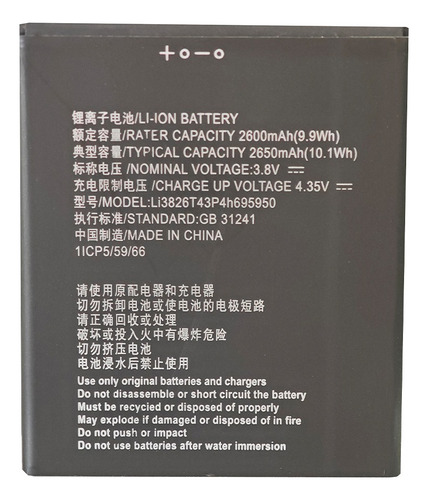 +o-o
锂离子电池/LI-ION BATTERY
额定容量/RATER CAPACITY 2600mAh(9.9Wh)
典型容量/TYPICAL CAPACITY 2650mAh(10.1Wh)
标称电压 /NOMINAL VOLTAGE:3.8V ⎓
充电限制电压 /CHARGE UP VOLTAGE 4.35V ⎓
型号/MODEL:Li3826T43P4h695950
执行标准/STANDARD:GB 31241
中国制造/MADE IN CHINA
1ICP5/59/66
请使用原配电器和充电器
切勿拆卸电池或使电池的电极短路
请正确回收或处理
破坏或投入火中有爆炸危险
切勿挤压电池
电池浸水后禁止使用
Use only original batteries and chargers
Do not disassemble or short circuit the battery
Must be recycled or disposed of properly
May explode if damaged or disposed of in fire
Do not push or impact
Do not use batteries after water immersion